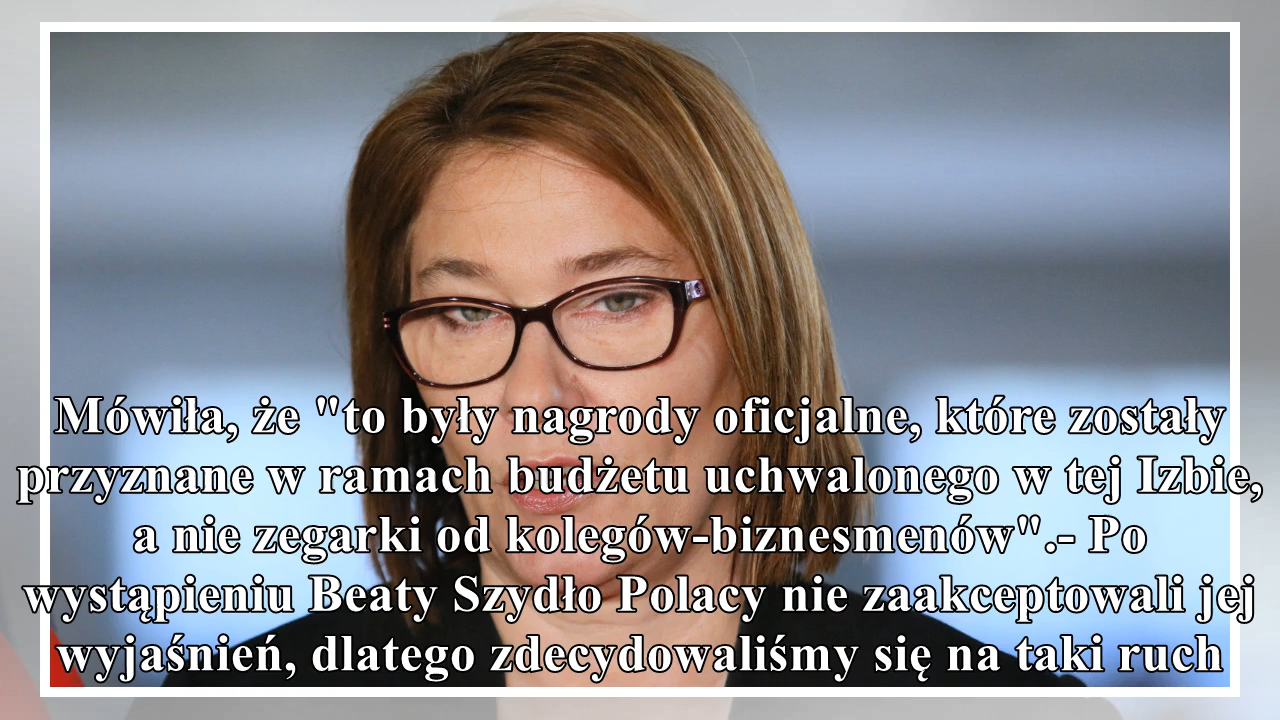 Mówiła, że "to były nagrody oficjalne, które zostały
przyznane w ramach budżetu uchwalonego w tej Izbie,
a nie zegarki od kolegów-biznesmenów".- Po
wystąpieniu Beaty Szydło Polacy nie zaakceptowali jej
wyjaśnień, dlatego zdecydowaliśmy się na taki ruch